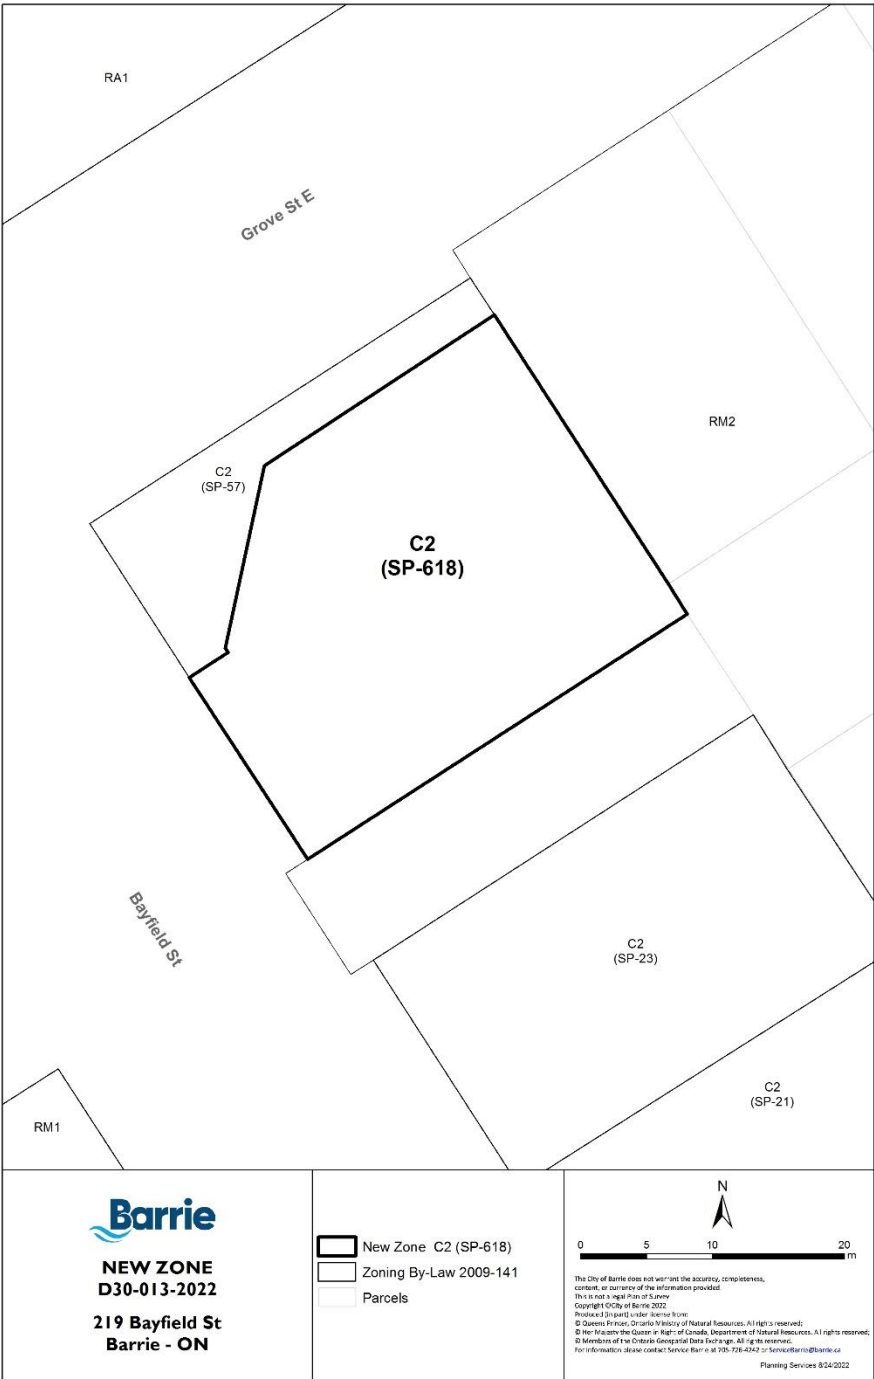 RA1
Grove St E
RM2
C2
(SP-57)
C2
(SP-618)
Bayfield St
C2
(SP-23)
C2
(SP-21)
RM1
Barrie
NEW ZONE
D30-013-2022
219 Bayfield St
Barrie - ON
New Zone C2 (SP-618)
Zoning By-Law 2009-141
Parcels
N
0 5 10 20
m
The City of Barrie does not warrant the accuracy, completeness,
content, or currency of the information provided.
This is not a legal Plan of Survey
Copyright ©City of Barrie 2022
Produced (in part) under license from:
© Queens Printer, Ontario Ministry of Natural Resources. All rights reserved;
© Her Majesty the Queen in Right of Canada, Department of Natural Resources. All rights reserved;
© Members of the Ontario Geospatial Data Exchange. All rights reserved.
For information please contact Service Barrie at 705-726-4242 or ServiceBarrie@barrie.ca
Planning Services 8/24/2022